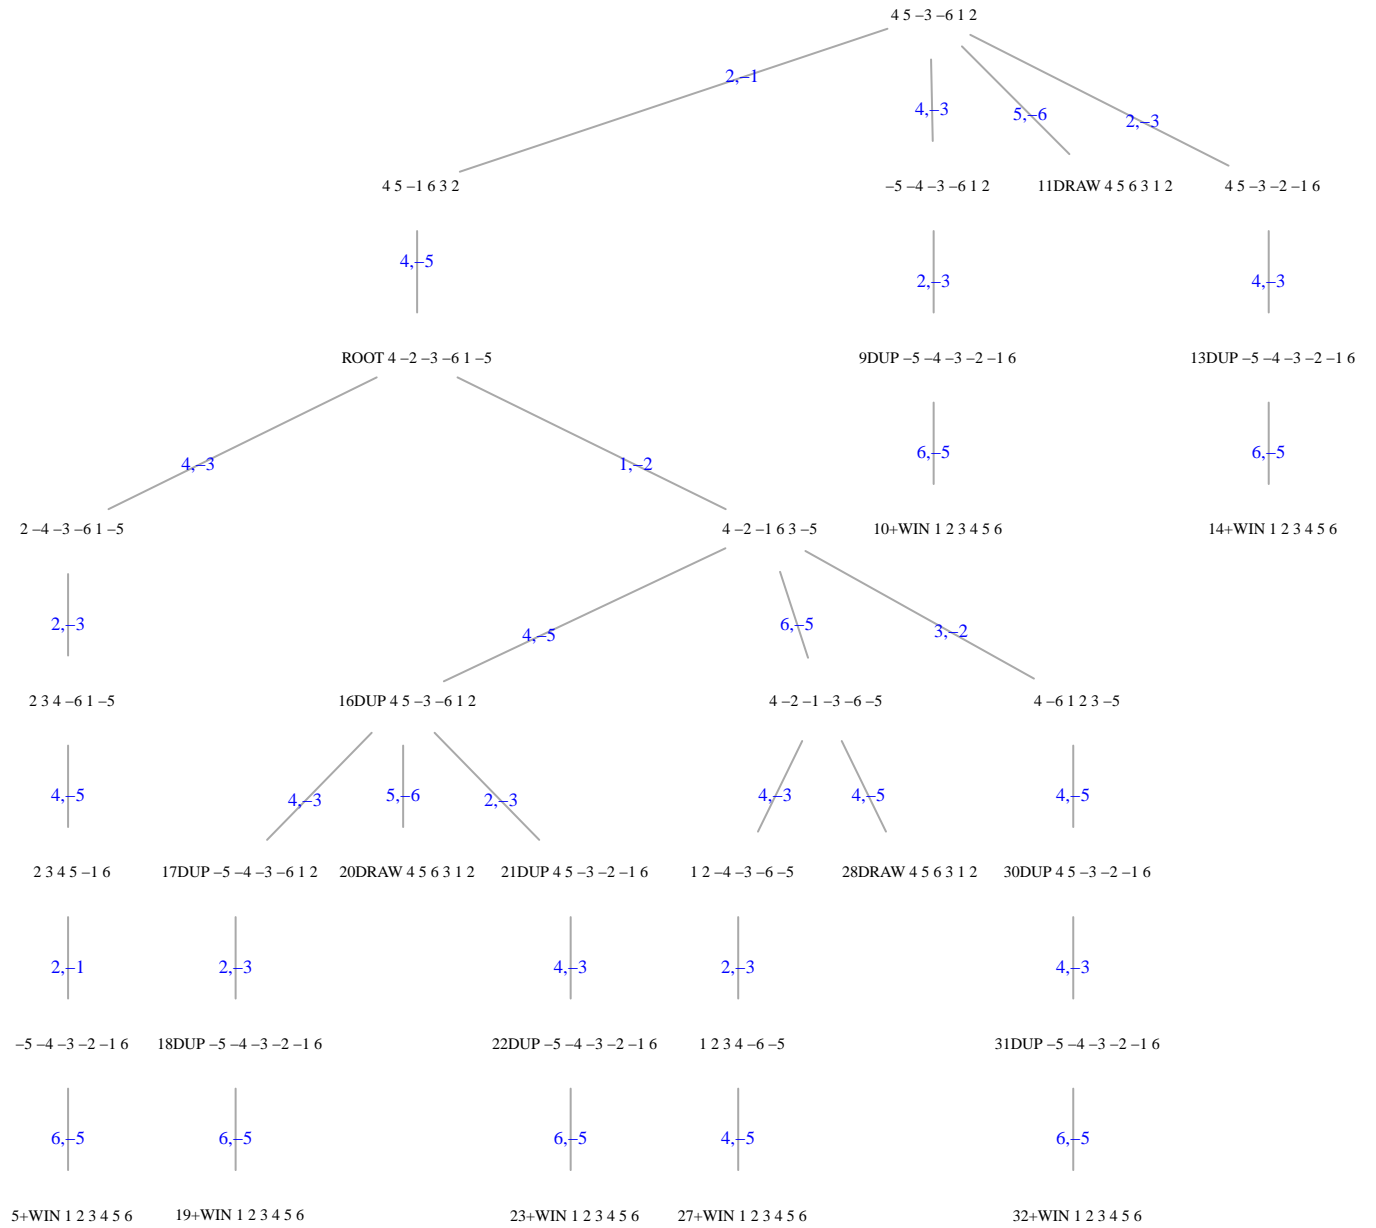 4 5 −3 −6 1 2
2,−1
4,−3
5,−6
2,−3
4 5 −1 6 3 2
−5 −4 −3 −6 1 2
11DRAW 4 5 6 3 1 2
4 5 −3 −2 −1 6
4,−5
2,−3
4,−3
ROOT 4 −2 −3 −6 1 −5
9DUP −5 −4 −3 −2 −1 6
13DUP −5 −4 −3 −2 −1 6
4,−3
1,−2
6,−5
6,−5
2 −4 −3 −6 1 −5
4 −2 −1 6 3 −5
10+WIN 1 2 3 4 5 6
14+WIN 1 2 3 4 5 6
2,−3
4,−5
6,−5
3,−2
2 3 4 −6 1 −5
16DUP 4 5 −3 −6 1 2
4 −2 −1 −3 −6 −5
4 −6 1 2 3 −5
4,−5
4,−3
5,−6
2,−3
4,−3
4,−5
4,−5
2 3 4 5 −1 6
17DUP −5 −4 −3 −6 1 2
20DRAW 4 5 6 3 1 2
21DUP 4 5 −3 −2 −1 6
1 2 −4 −3 −6 −5
28DRAW 4 5 6 3 1 2
30DUP 4 5 −3 −2 −1 6
2,−1
2,−3
4,−3
2,−3
4,−3
−5 −4 −3 −2 −1 6
18DUP −5 −4 −3 −2 −1 6
22DUP −5 −4 −3 −2 −1 6
1 2 3 4 −6 −5
31DUP −5 −4 −3 −2 −1 6
6,−5
6,−5
6,−5
4,−5
6,−5
5+WIN 1 2 3 4 5 6
19+WIN 1 2 3 4 5 6
23+WIN 1 2 3 4 5 6
27+WIN 1 2 3 4 5 6
32+WIN 1 2 3 4 5 6